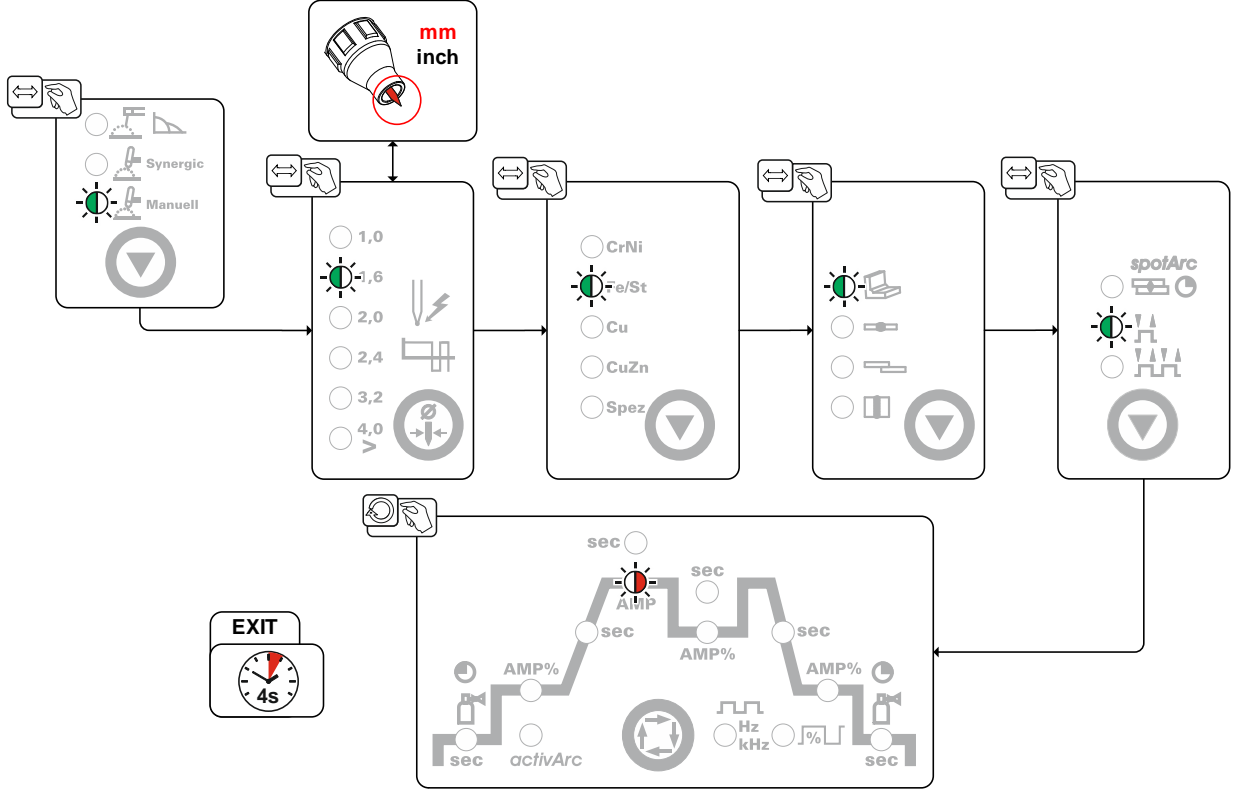 mm
inch
Synergic
Manuell
1,0
1,6
2,0
2,4
3,2
4,0
>
Ø
CrNi
Fe/St
Cu
CuZn
Spez
spotArc
sec
sec
AMP
sec
AMP%
sec
AMP%
AMP%
Hz
kHz
%
sec
activArc
sec
EXIT
4s